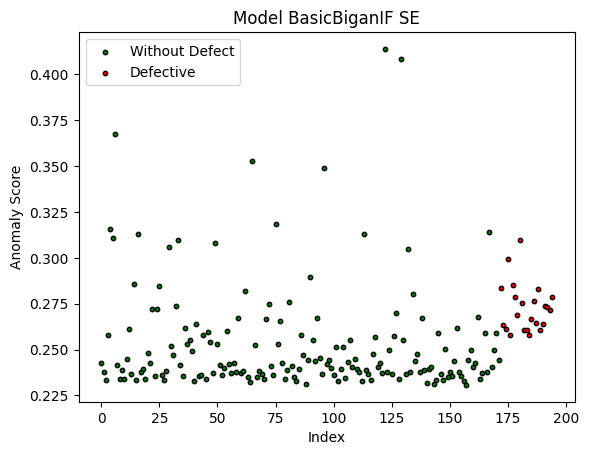 Model BasicBiganIF SE
Without Defect
Defective
0.400
0.375
0.350
0.325
0.300
0.275
0.250
0.225
Anomaly Score
0 25 50 75 100 125 150 175 200
Index